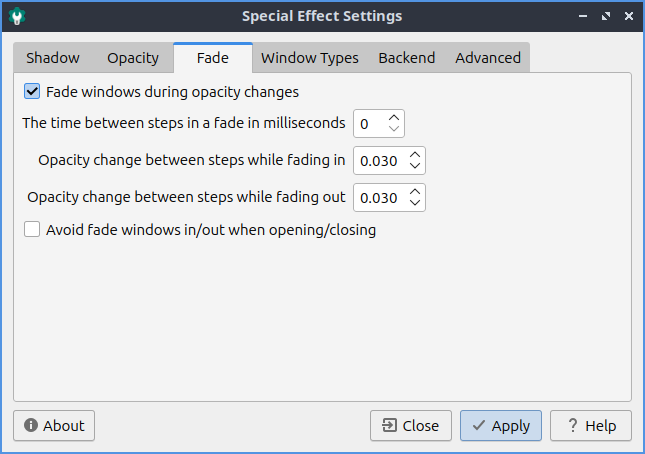 Special Effect Settings
Shadow Opacity Fade Window Types Backend Advanced
Fade windows during opacity changes
The time between steps in a fade in milliseconds 0
Opacity change between steps while fading in 0.030
Opacity change between steps while fading out 0.030
Avoid fade windows in/out when opening/closing
About Close Apply ? Help